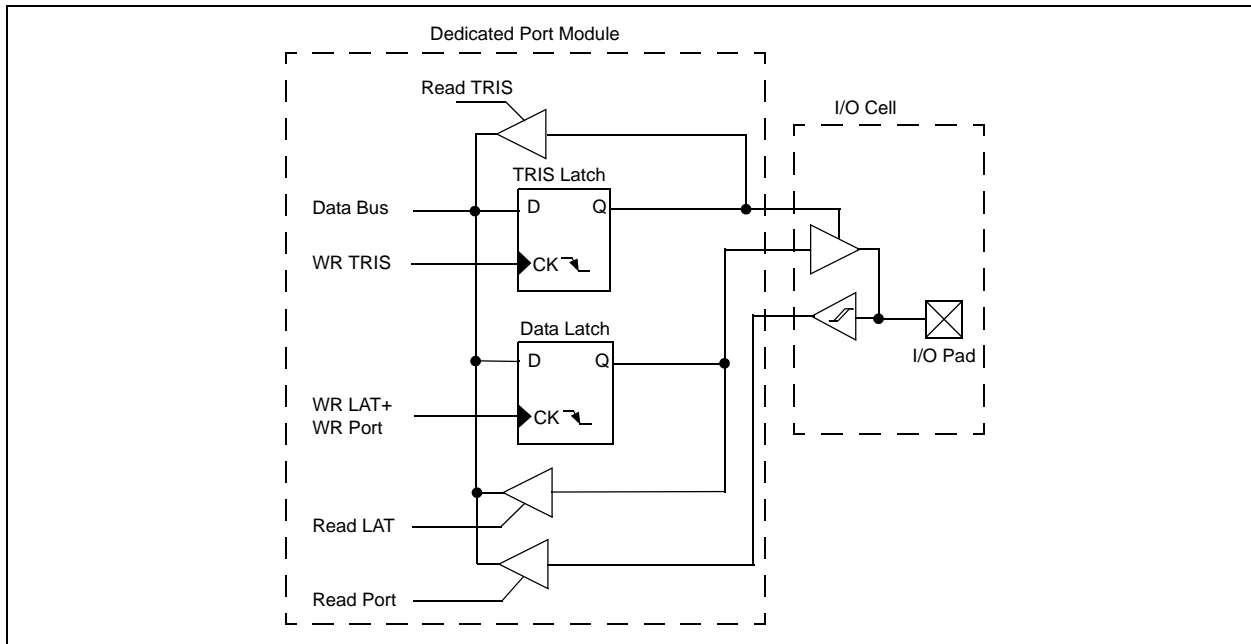 Dedicated Port Module
Read TRIS
I/O Cell
TRIS Latch
Data Bus
D
Q
WR TRIS
CK
Data Latch
I/O Pad
D
Q
WR LAT+
WR Port
CK
Read LAT
Read Port